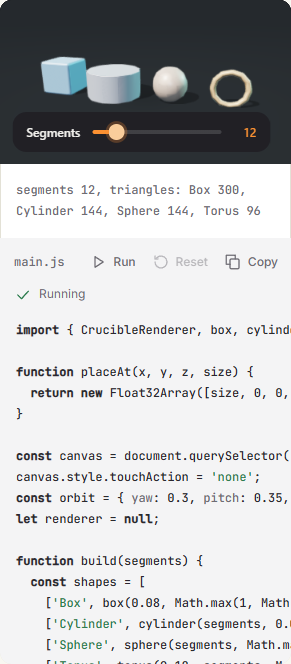 Segments 12
segments 12, triangles: Box 300,
Cylinder 144, Sphere 144, Torus 96
main.js Run Reset Copy
Running
import { CrucibleRenderer, box, cylind
function placeAt(x, y, z, size) {
return new Float32Array([size, 0, 0,
}
const canvas = document.querySelector(
canvas.style.touchAction = 'none';
const orbit = { yaw: 0.3, pitch: 0.35,
let renderer = null;
function build(segments) {
const shapes = [
['Box', box(0.08, Math.max(1, Math
['Cylinder', cylinder(segments, 0.
['Sphere', sphere(segments, Math.m